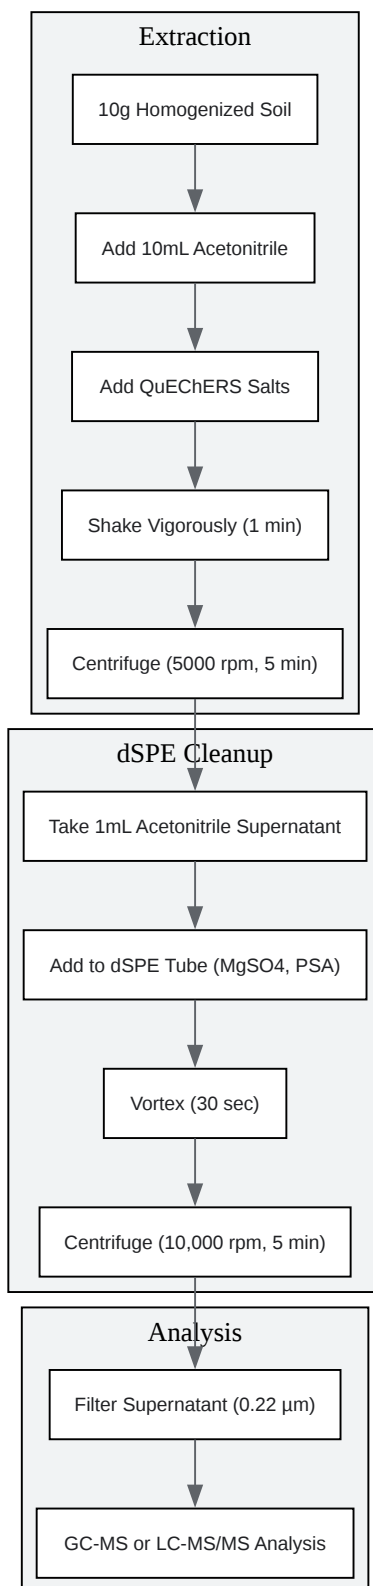 Extraction
10g Homogenized Soil
Add 10mL Acetonitrile
Add QuEChERS Salts
Shake Vigorously (1 min)
Centrifuge (5000 rpm, 5 min)
dSPE Cleanup
Take 1mL Acetonitrile Supernatant
Add to dSPE Tube (MgSO4, PSA)
Vortex (30 sec)
Centrifuge (10,000 rpm, 5 min)
Analysis
Filter Supernatant (0.22 µm)
GC-MS or LC-MS/MS Analysis